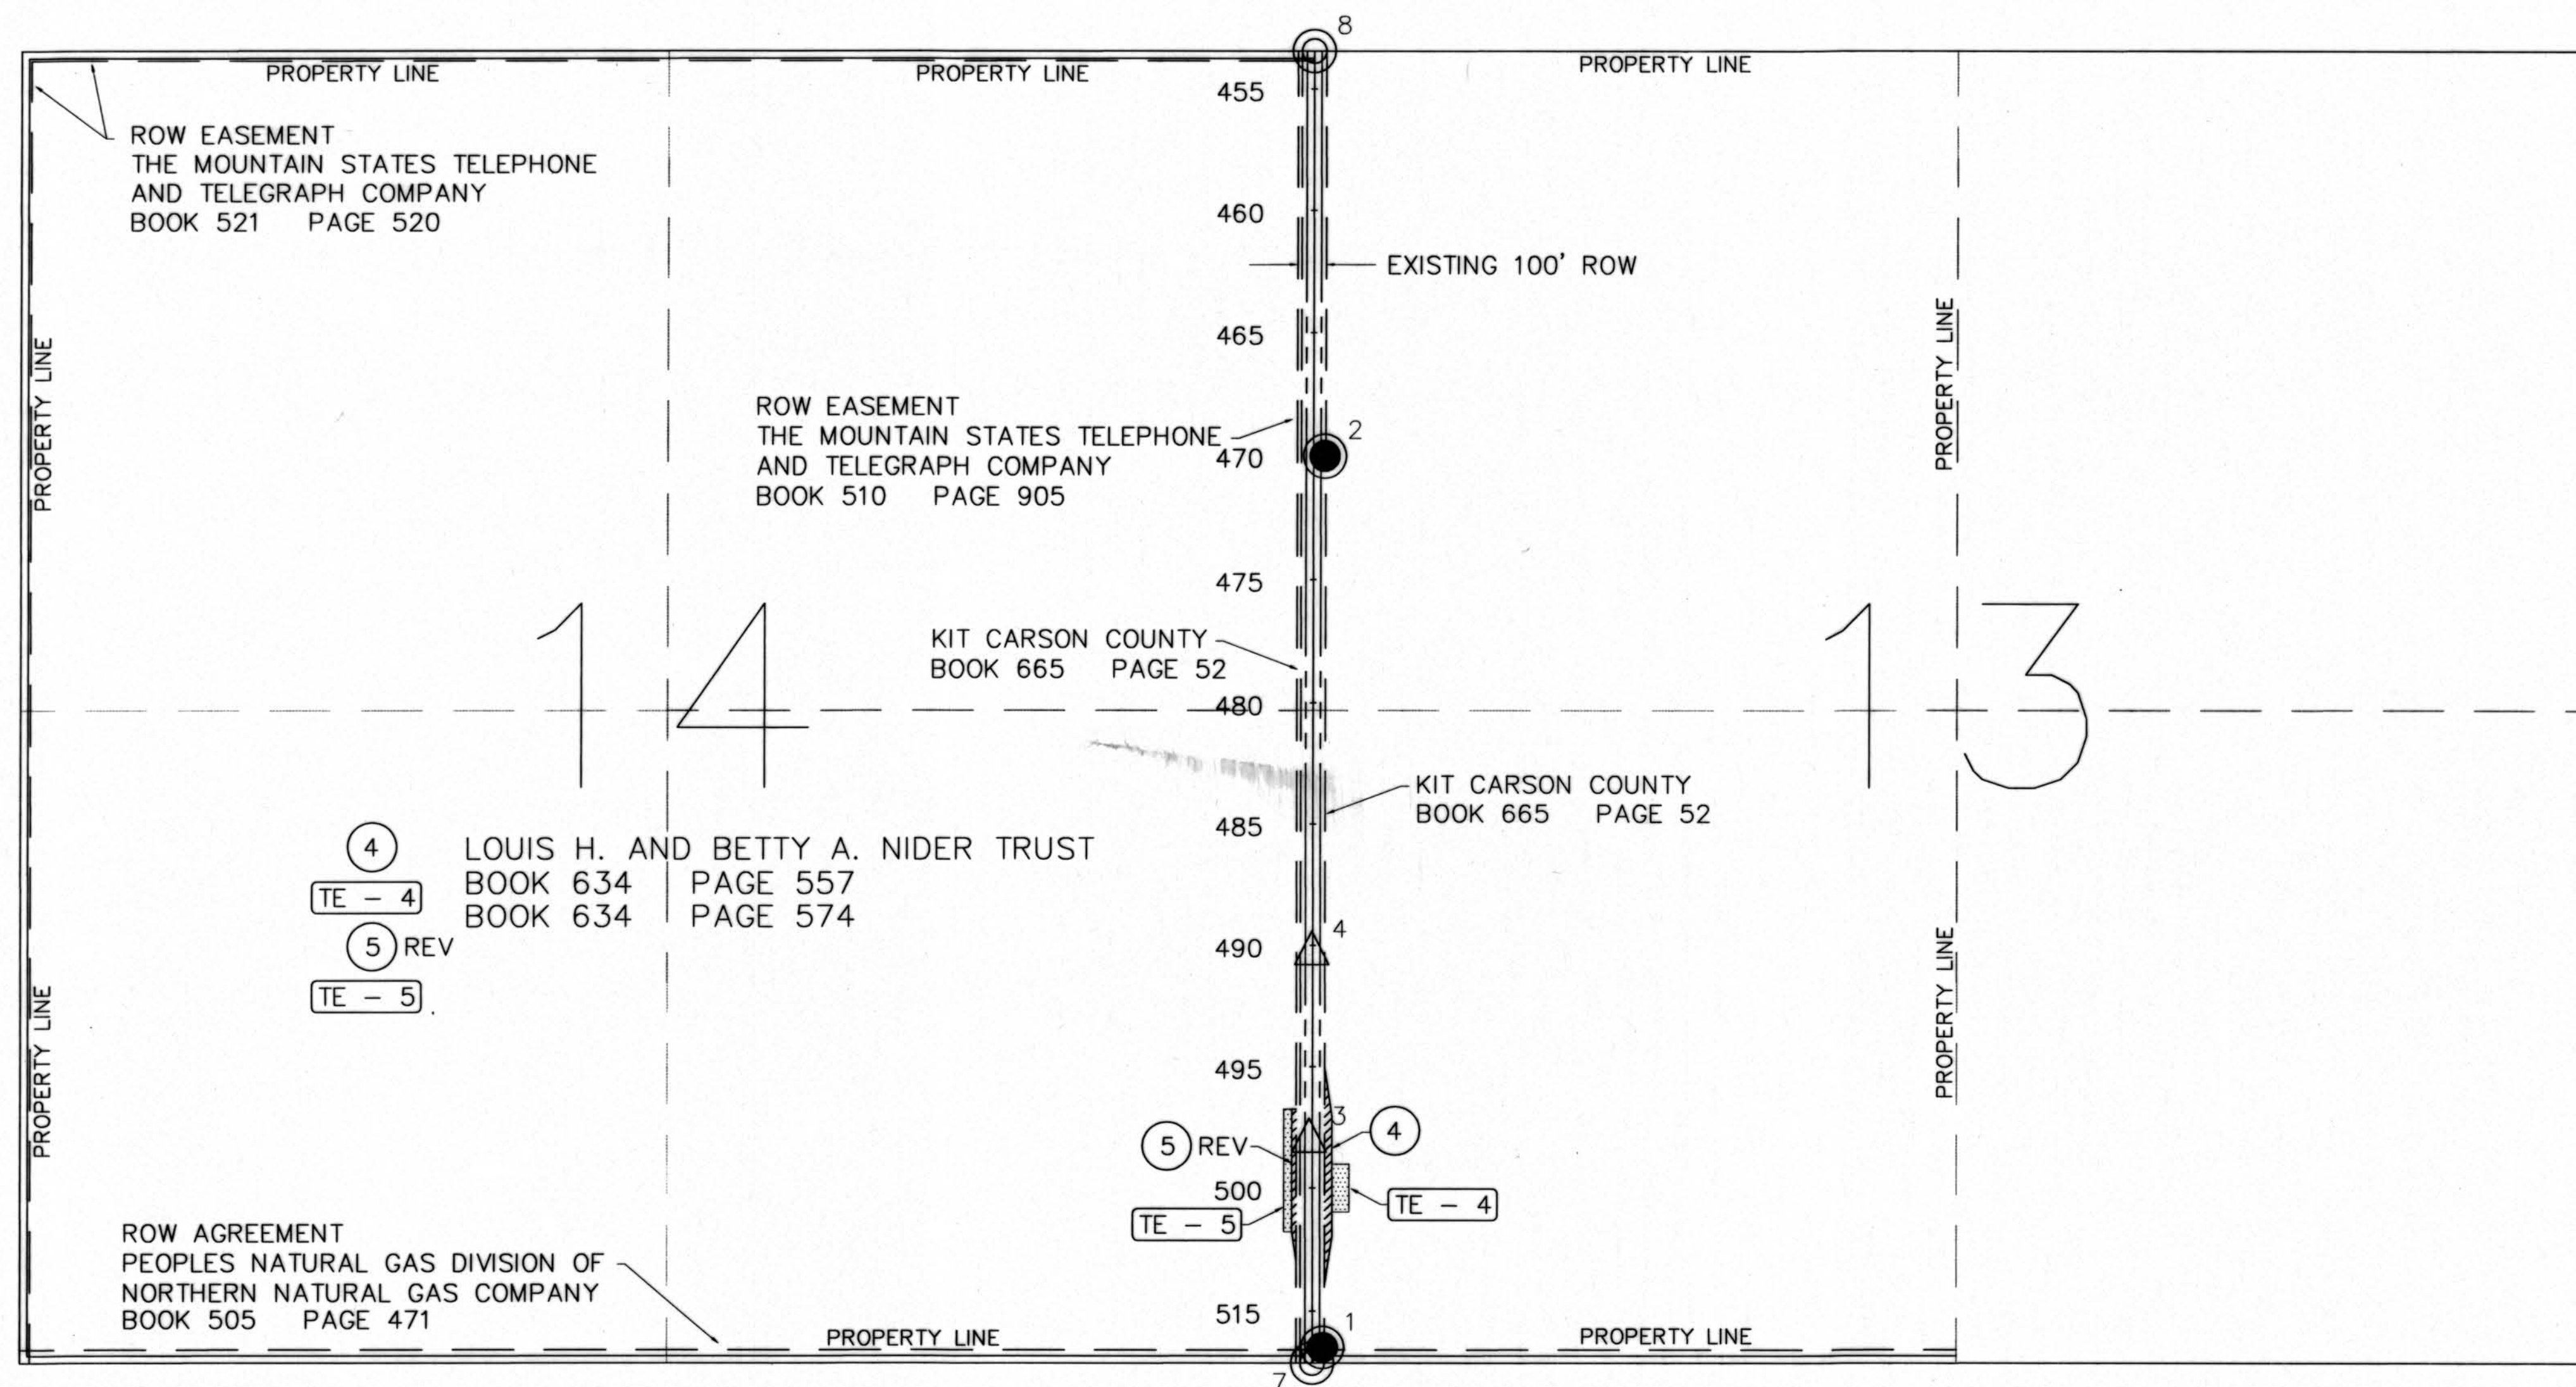 8
PROPERTY LINE
PROPERTY LINE
PROPERTY LINE
455
ROW EASEMENT
THE MOUNTAIN STATES TELEPHONE
AND TELEGRAPH COMPANY
BOOK 521 PAGE 520
460
EXISTING 100' ROW
465
PROPERTY LINE
PROPERTY LINE
ROW EASEMENT
THE MOUNTAIN STATES TELEPHONE
AND TELEGRAPH COMPANY
BOOK 510 PAGE 905
2
470
475
14
13
KIT CARSON COUNTY
BOOK 665 PAGE 52
480
KIT CARSON COUNTY
BOOK 665 PAGE 52
485
4
LOUIS H. AND BETTY A. NIDER TRUST
TE - 4
BOOK 634 PAGE 557
BOOK 634 PAGE 574
5 REV
TE - 5
4
490
PROPERTY LINE
PROPERTY LINE
495
3
4
5 REV
500
TE - 4
TE - 5
ROW AGREEMENT
PEOPLES NATURAL GAS DIVISION OF
NORTHERN NATURAL GAS COMPANY
BOOK 505 PAGE 471
515
1
PROPERTY LINE
PROPERTY LINE
7